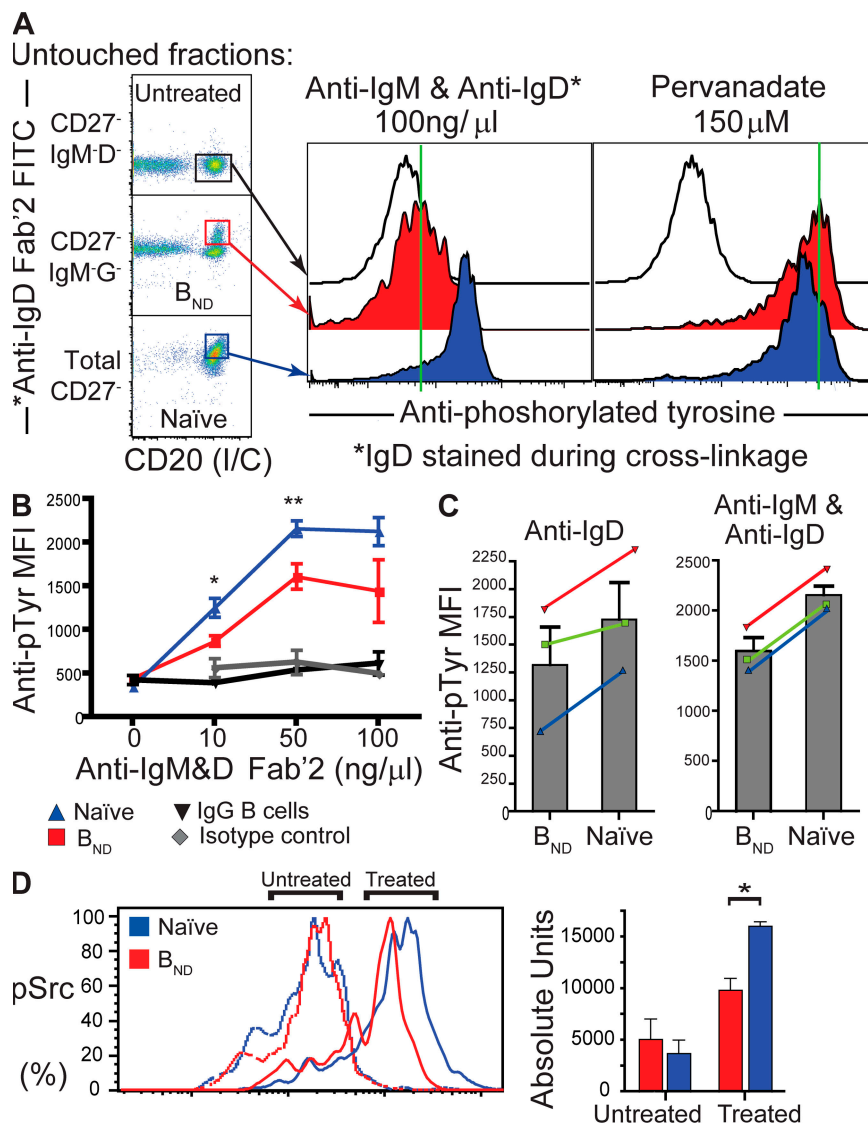 A
Untouched fractions:
*Anti-IgD Fab'2 FITC
Untreated
CD27-
IgM-D-
CD27-
IgM-G-
BND
Total
CD27-
Naïve
CD20 (I/C)
Anti-IgM & Anti-IgD*
100ng/ μl
Pervanadate
150μM
Anti-phoshorylated tyrosine
*IgD stained during cross-linkage
B
Anti-pTyr MFI
2500
2000
1500
1000
500
0
*
**
0 10 50 100
Anti-IgM&D Fab'2 (ng/μl)
Naïve
IgG B cells
BND
Isotype control
C
Anti-pTyr MFI
Anti-IgD
2250
2000
1750
1500
1250
1000
750
500
250
0
BND Naïve
Anti-IgM &
Anti-IgD
2500
2000
1500
1000
500
0
BND Naïve
D
Untreated Treated
Naïve
BND
pSrc
(%)
100
80
60
40
20
0
Absolute Units
15000
10000
5000
0
*
Untreated Treated